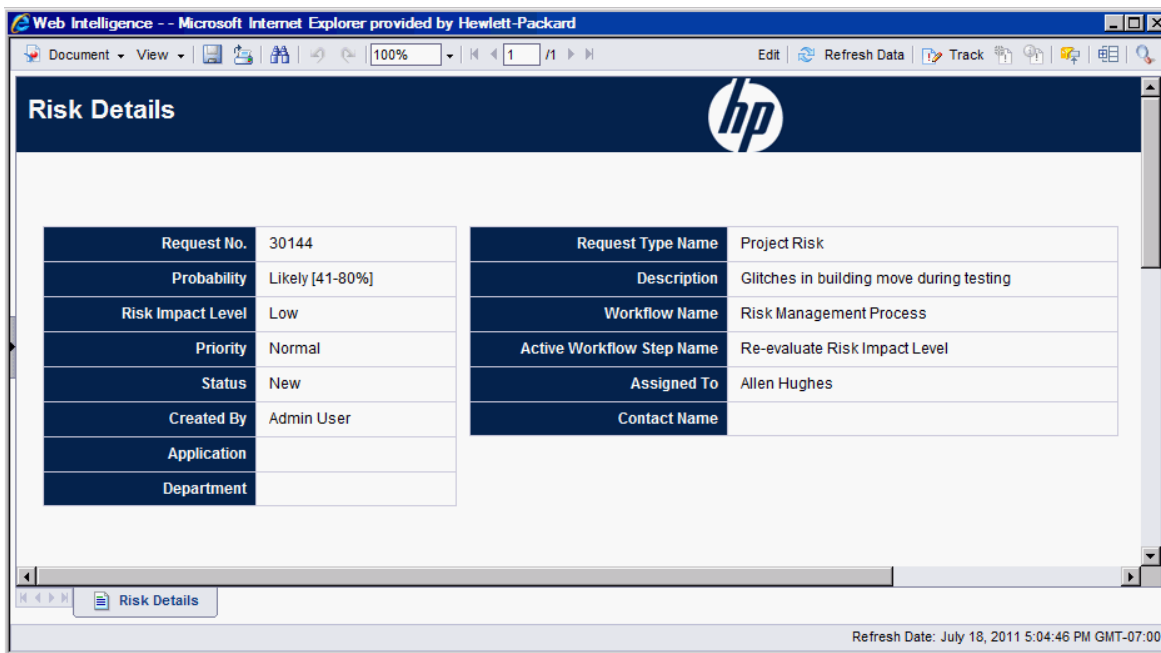 Web Intelligence - - Microsoft Internet Explorer provided by Hewlett-Packard
Document View 100% 1 /1 Edit Refresh Data Track
Risk Details
hp
Request No. 30144
Probability Likely [41-80%]
Risk Impact Level Low
Priority Normal
Status New
Created By Admin User
Application
Department
Request Type Name Project Risk
Description Glitches in building move during testing
Workflow Name Risk Management Process
Active Workflow Step Name Re-evaluate Risk Impact Level
Assigned To Allen Hughes
Contact Name
Risk Details
Refresh Date: July 18, 2011 5:04:46 PM GMT-07:00